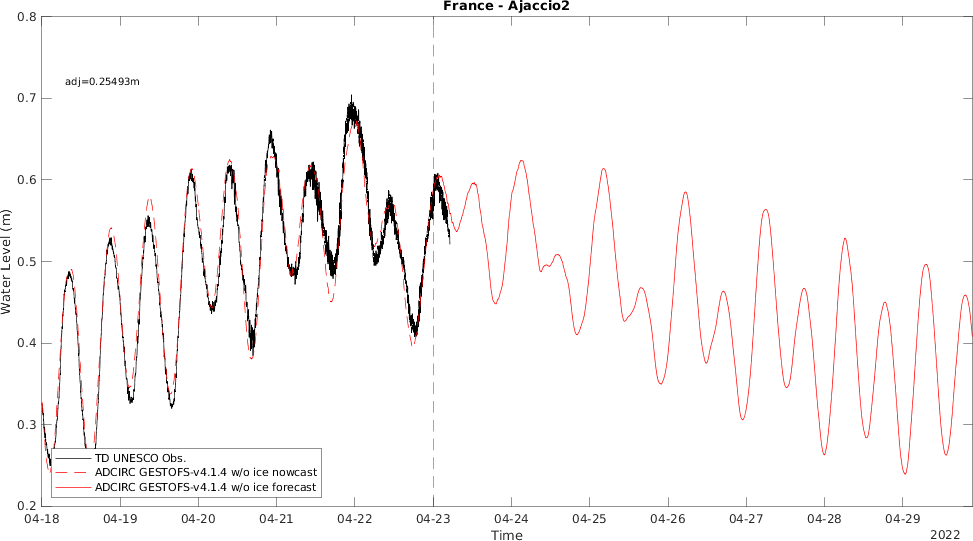 France - Ajaccio2
0.8
0.7
0.6
0.5
0.4
0.3
0.2
Water Level (m)
adj=0.25493m
TD UNESCO Obs.
ADCIRC GESTOFS-v4.1.4 w/o ice nowcast
ADCIRC GESTOFS-v4.1.4 w/o ice forecast
04-18 04-19 04-20 04-21 04-22 04-23 04-24 04-25 04-26 04-27 04-28 04-29
Time
2022